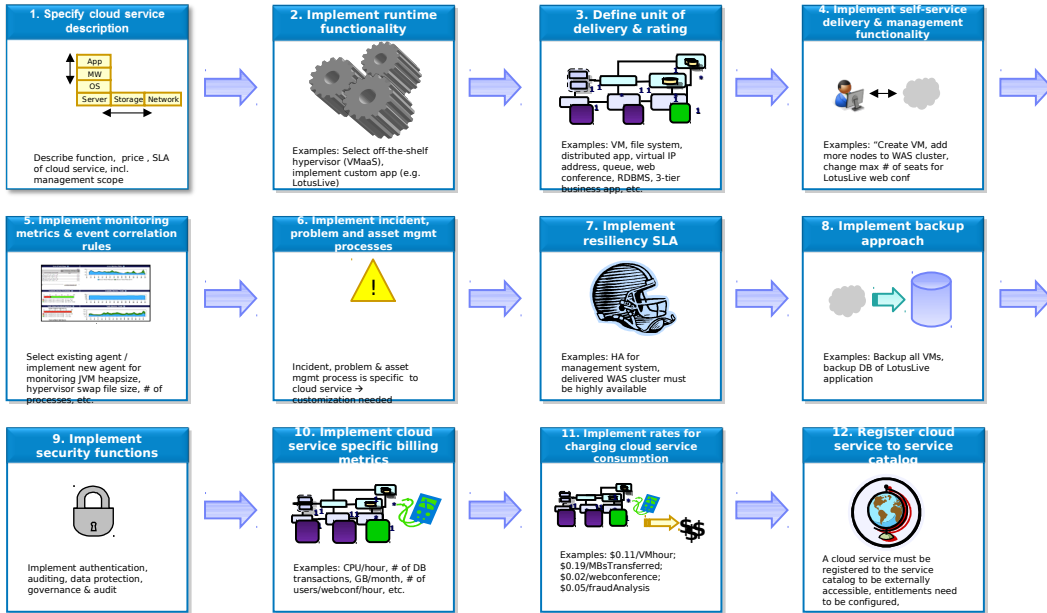 1. Specify cloud service
description
App
MW
OS
Server Storage Network
Describe function,  price , SLA
of cloud service, incl.
management scope
2. Implement runtime
functionality
Examples: Select off-the-shelf
hypervisor (VMaaS),
implement custom app (e.g.
LotusLive)
3. Define unit of
delivery & rating
Examples: VM, file system,
distributed app, virtual IP
address, queue, web
conference, RDBMS, 3-tier
business app, etc.
4. Implement self-service
delivery & management
functionality
Examples: “Create VM, add
more nodes to WAS cluster,
change max # of seats for
LotusLive web conf
5. Implement monitoring
metrics & event correlation
rules
Select existing agent /
implement new agent for
monitoring JVM heapsize,
hypervisor swap file size, # of
processes, etc.
6. Implement incident,
problem and asset mgmt
processes
!
Incident, problem & asset
mgmt process is specific  to
cloud service →
customization needed
7. Implement
resiliency SLA
Examples: HA for
management system,
delivered WAS cluster must
be highly available
8. Implement backup
approach
Examples: Backup all VMs,
backup DB of LotusLive
application
9. Implement
security functions
Implement authentication,
auditing, data protection,
governance & audit
10. Implement cloud
service specific billing
metrics
Examples: CPU/hour, # of DB
transactions, GB/month, # of
users/webconf/hour, etc.
11. Implement rates for
charging cloud service
consumption
$$
Examples: $0.11/VMhour;
$0.19/MBsTransferred;
$0.02/webconference;
$0.05/fraudAnalysis
12. Register cloud
service to service
catalog
A cloud service must be
registered to the service
catalog to be externally
accessible, entitlements need
to be configured,